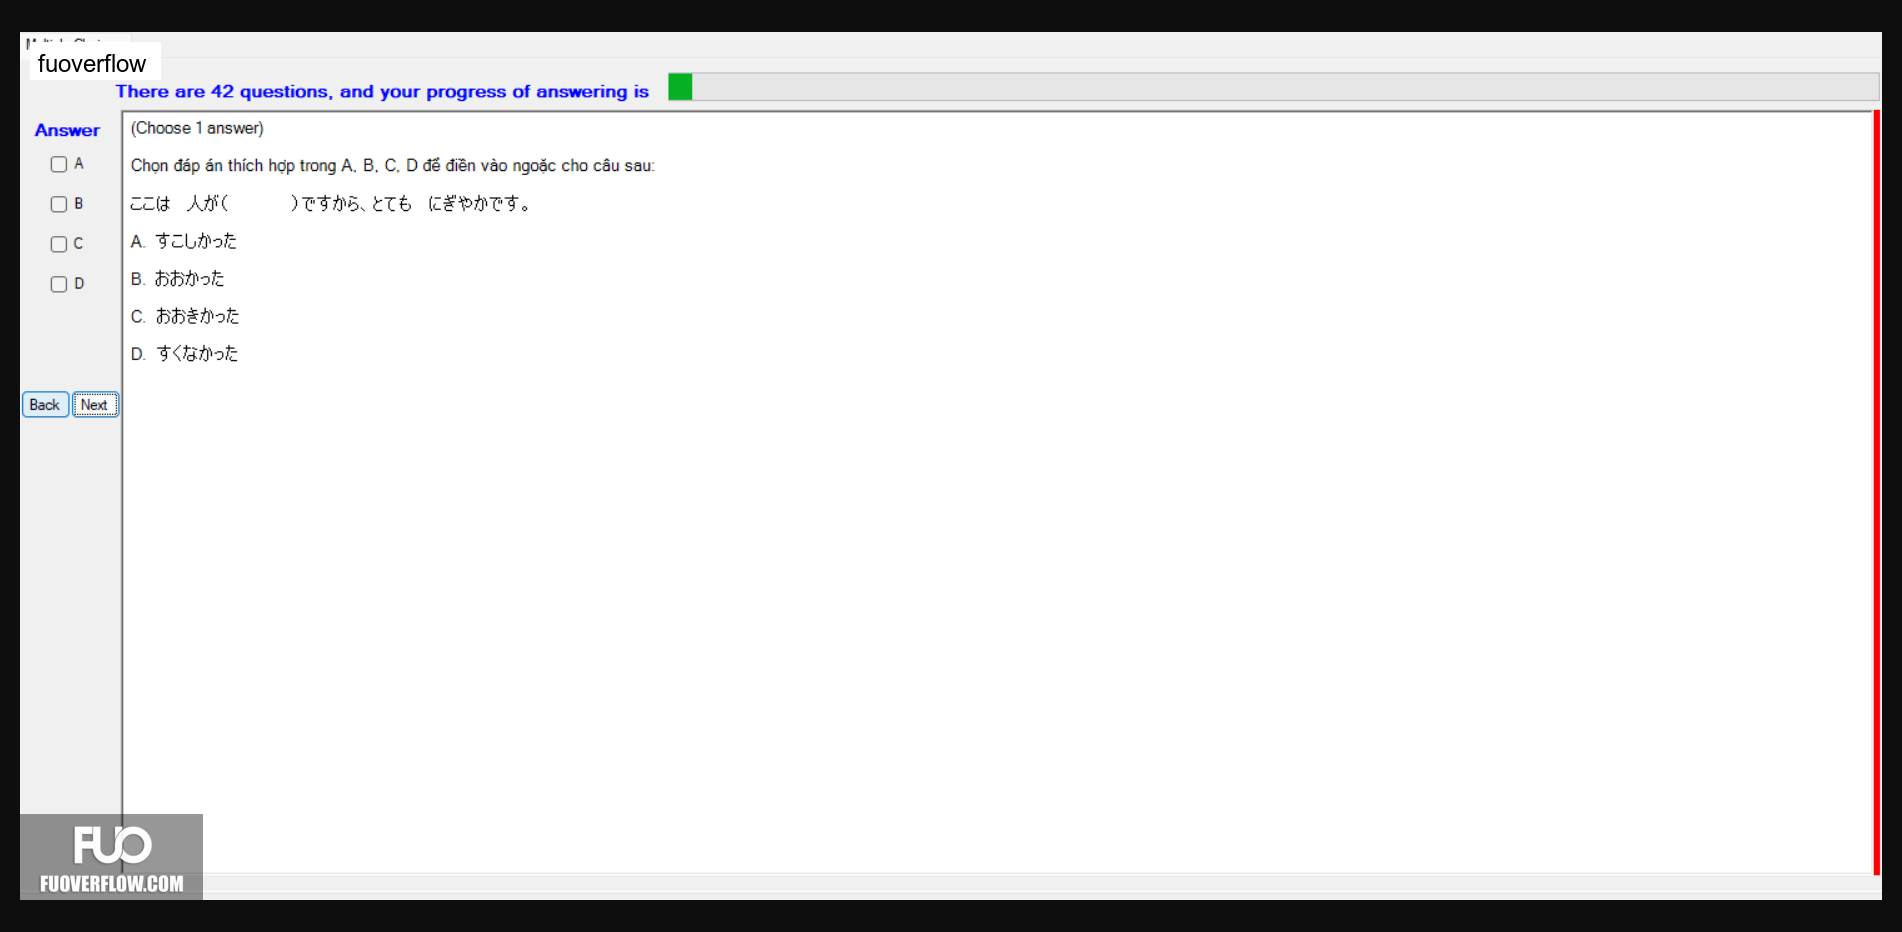 fuoverflow
There are 42 questions, and your progress of answering is
Answer
A
B
C
D
Back
Next
(Choose 1 answer)
Chọn đáp án thích hợp trong A, B, C, D để điền vào ngoặc cho câu sau:
ここは　人が(　　　)ですから、とても　にぎやかです。
A. すこしかった
B. おおかった
C. おおきかった
D. すくなかった
FUO
FUOVERFLOW.COM